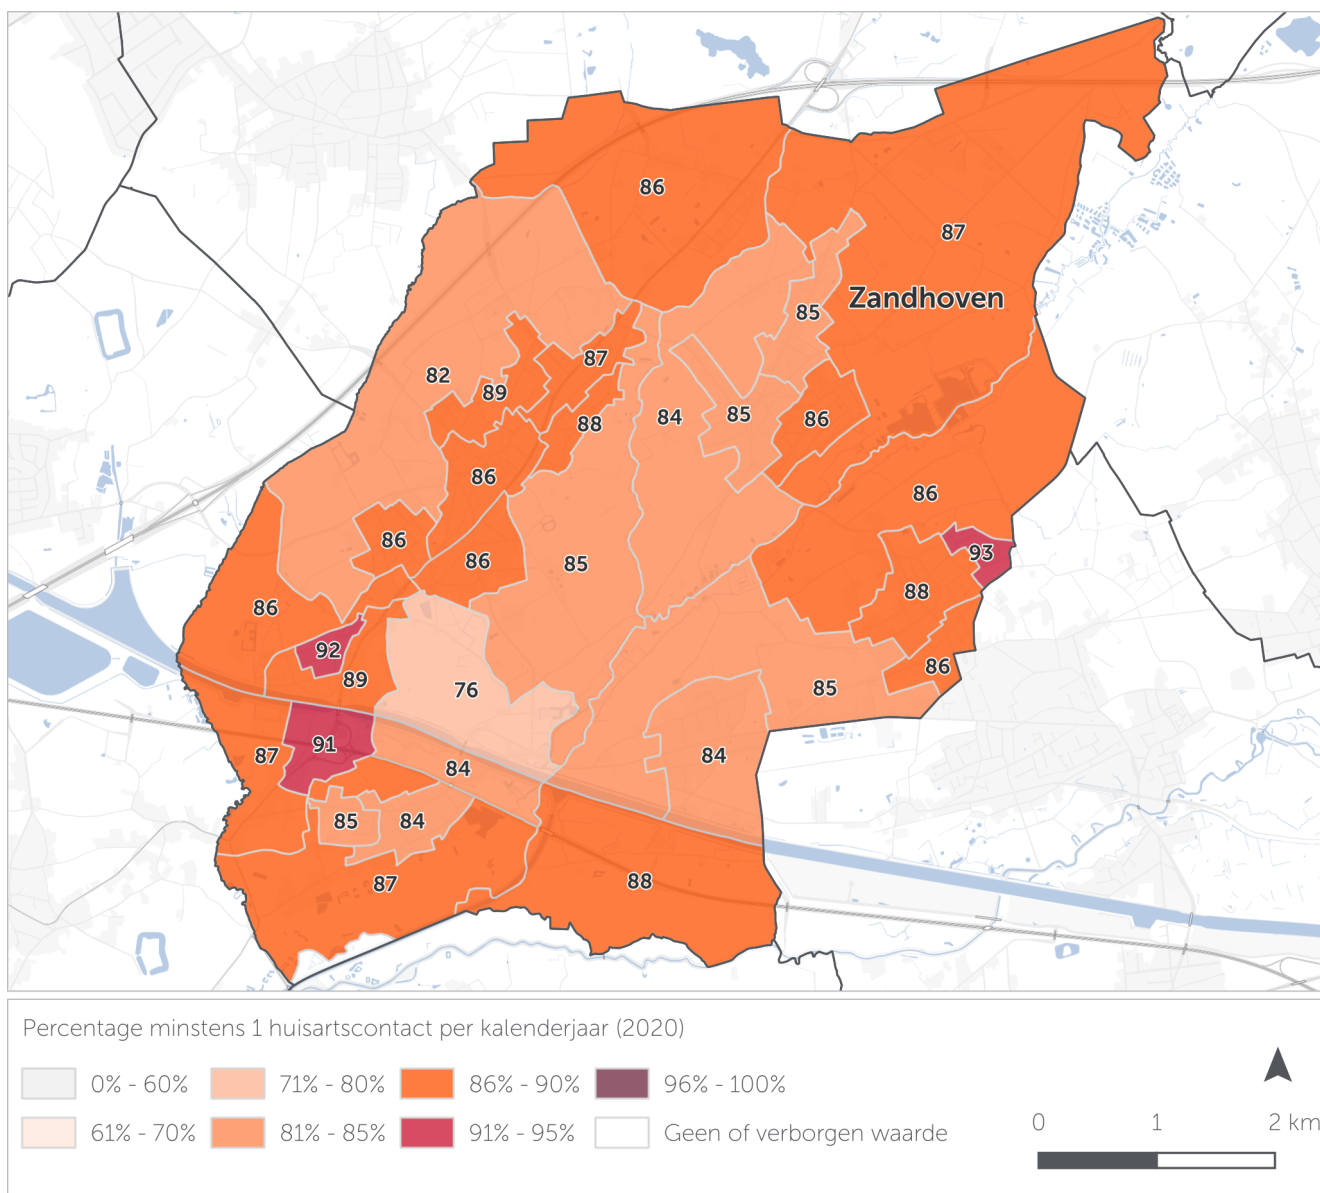 86
87
Zandhoven
85
87
82
89
88
84
85
86
86
86
86
93
86
85
88
86
92
86
89
76
85
91
87
84
84
85
84
87
88
Percentage minstens 1 huisartscontact per kalenderjaar (2020)
0% - 60%
71% - 80%
86% - 90%
96% - 100%
61% - 70%
81% - 85%
91% - 95%
Geen of verborgen waarde
0 1 2 km